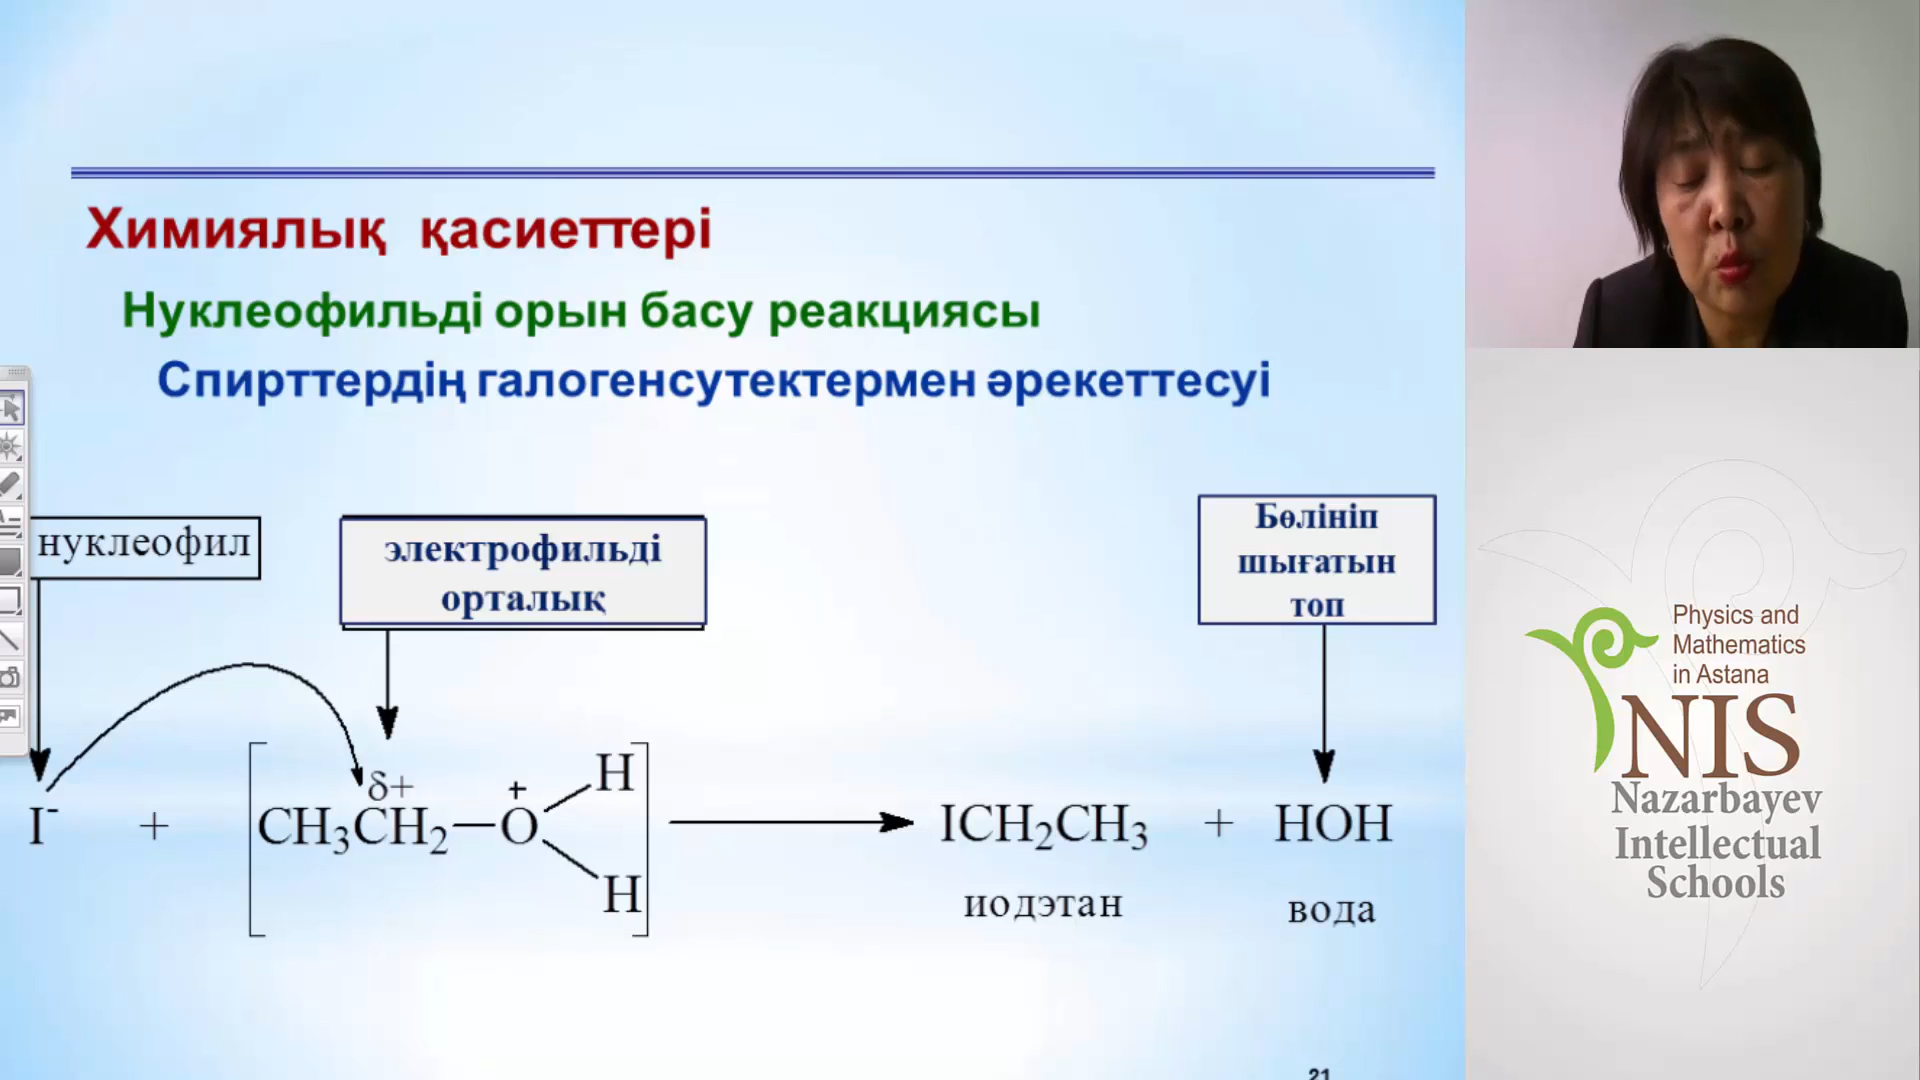 Химиялық қасиеттері
Нуклеофильді орын басу реакциясы
Спирттердің галогенсутектермен әрекеттесуі
нуклеофил
электрофильді
орталық
Бөлініп
шығатын
топ
I⁻ + [CH₃CH₂—O H H] ICH₂CH₃ + HOH
δ+ +
иодэтан вода
21
Physics and
Mathematics
in Astana
NIS
Nazarbayev
Intellectual
Schools